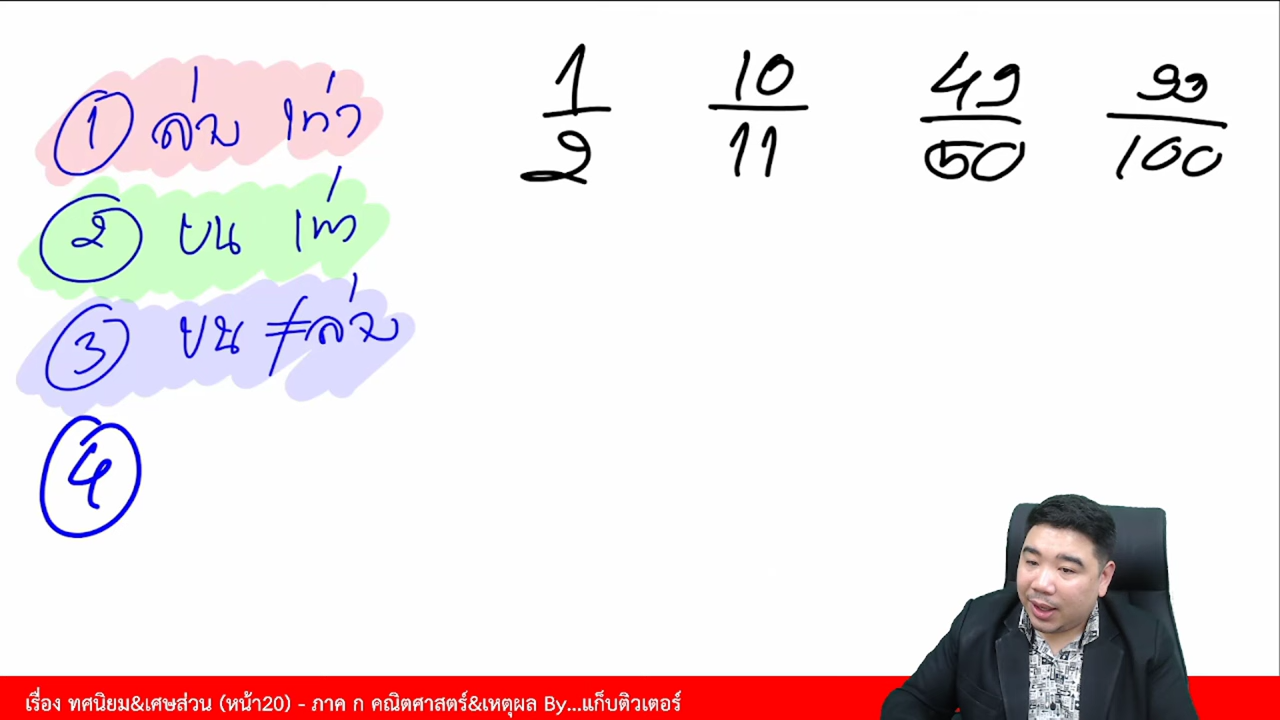 ① ล่าง เท่า
② บน เท่า
③ บน ≠ ล่าง
④
1/2 10/11 49/50 99/100
เรื่อง ทศนิยม&เศษส่วน (หน้า20) - ภาค ก คณิตศาสตร์&เหตุผล By...แก็บติวเตอร์